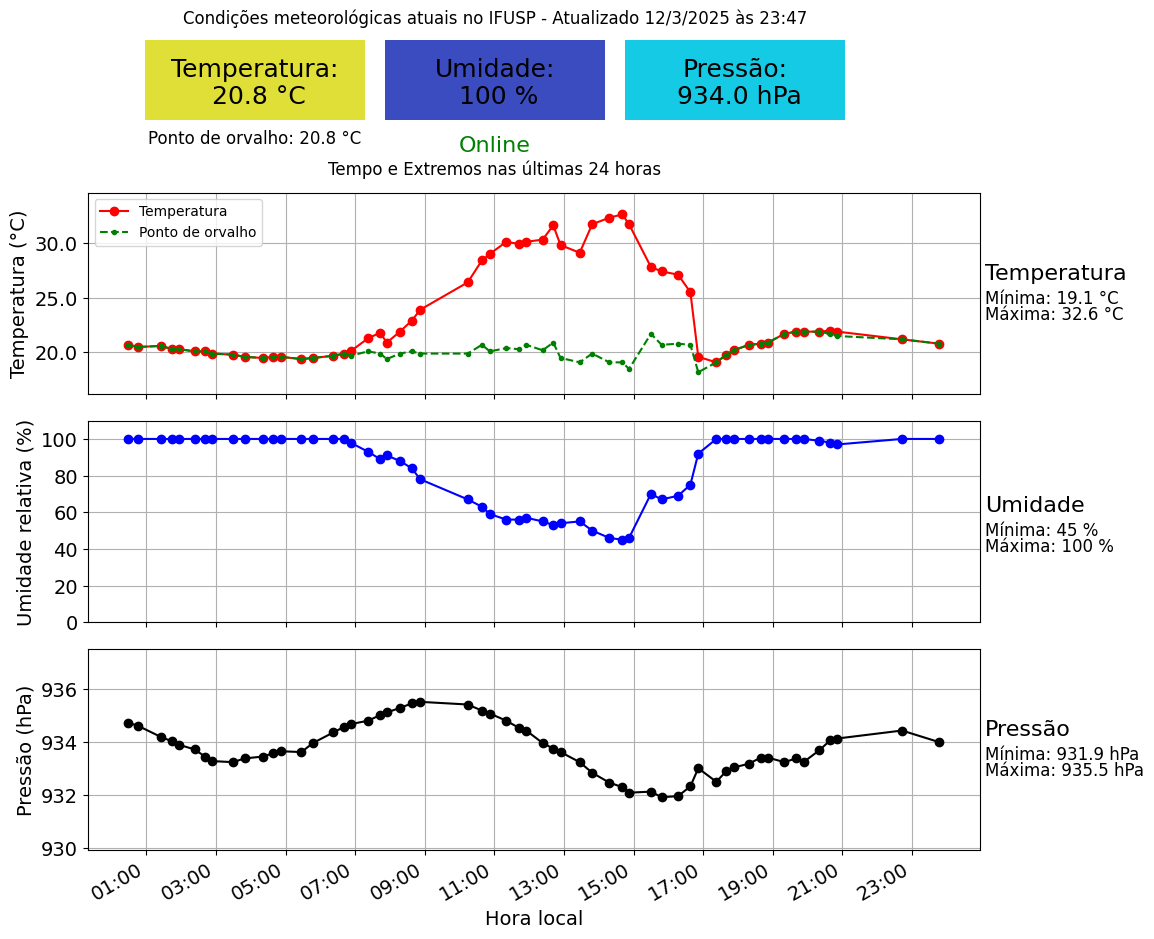 Condições meteorológicas atuais no IFUSP - Atualizado 12/3/2025 às 23:47
Temperatura:
20.8 °C
Umidade:
100 %
Pressão:
934.0 hPa
Ponto de orvalho: 20.8 °C
Online
Tempo e Extremos nas últimas 24 horas
Temperatura (°C)
30.0
25.0
20.0
Temperatura
Ponto de orvalho
Temperatura
Mínima: 19.1 °C
Máxima: 32.6 °C
Umidade relativa (%)
100
80
60
40
20
0
Umidade
Mínima: 45 %
Máxima: 100 %
Pressão (hPa)
936
934
932
930
Pressão
Mínima: 931.9 hPa
Máxima: 935.5 hPa
01:00
03:00
05:00
07:00
09:00
11:00
13:00
15:00
17:00
19:00
21:00
23:00
Hora local